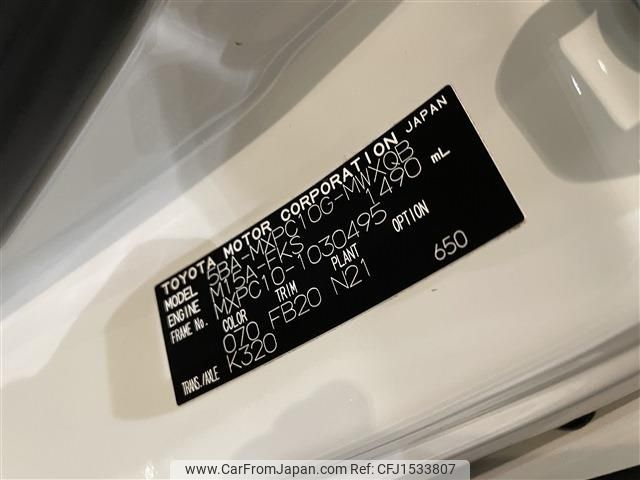 TOYOTA MOTOR CORPORATION JAPAN
MODEL 5BA-MXPC10G-MWXQB
ENGINE M15A-FKS 1490 mL
FRAME No. MXPC10-1030495
COLOR TRIM PLANT OPTION
070 FB20 N21 650
TRANS./AXLE K320
www.CarFromJapan.com - CFJ1533807